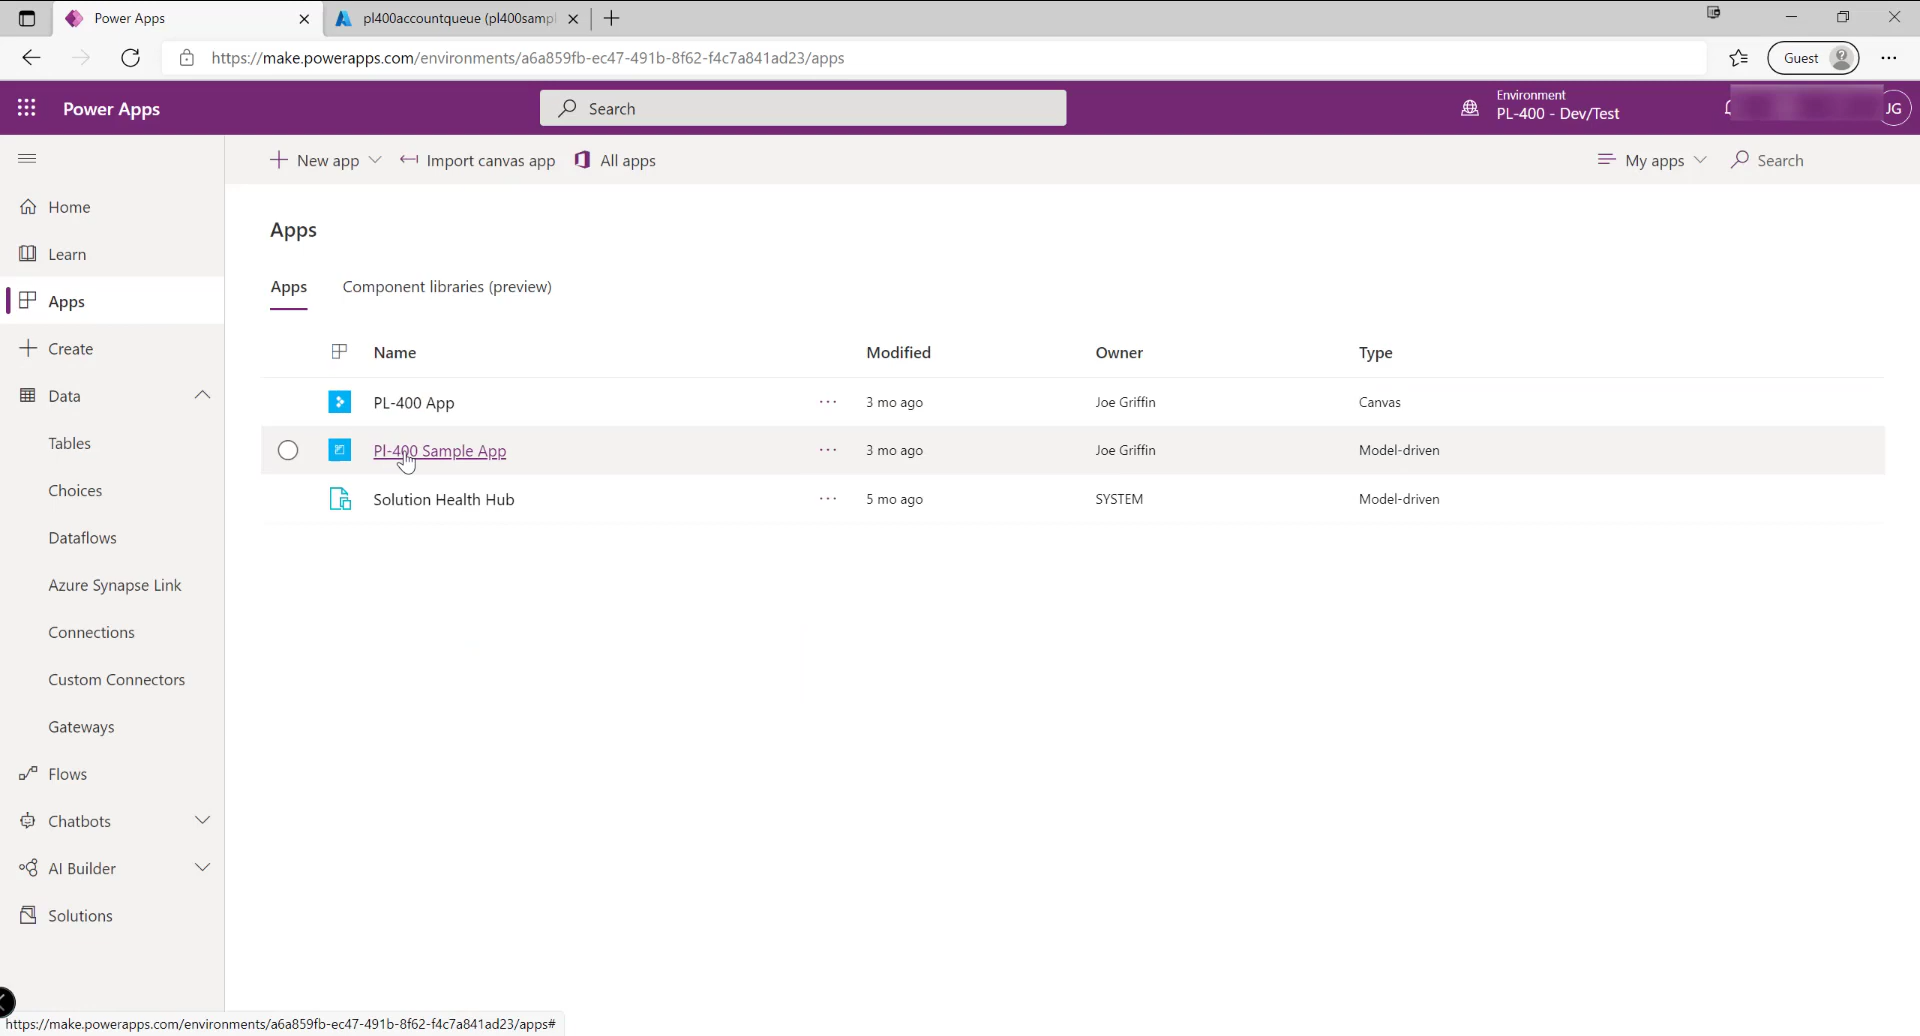 Power Apps
pl400accountqueue (pl400samp
https://make.powerapps.com/environments/a6a859fb-ec47-491b-8f62-f4c7a841ad23/apps
Guest
Power Apps
Search
Environment
PL-400 - Dev/Test
JG
New app
Import canvas app
All apps
My apps
Search
Home
Learn
Apps
Create
Data
Tables
Choices
Dataflows
Azure Synapse Link
Connections
Custom Connectors
Gateways
Flows
Chatbots
AI Builder
Solutions
Apps
Apps Component libraries (preview)
Name Modified Owner Type
PL-400 App ... 3 mo ago Joe Griffin Canvas
Pl-400 Sample App ... 3 mo ago Joe Griffin Model-driven
Solution Health Hub ... 5 mo ago SYSTEM Model-driven
https://make.powerapps.com/environments/a6a859fb-ec47-491b-8f62-f4c7a841ad23/apps#